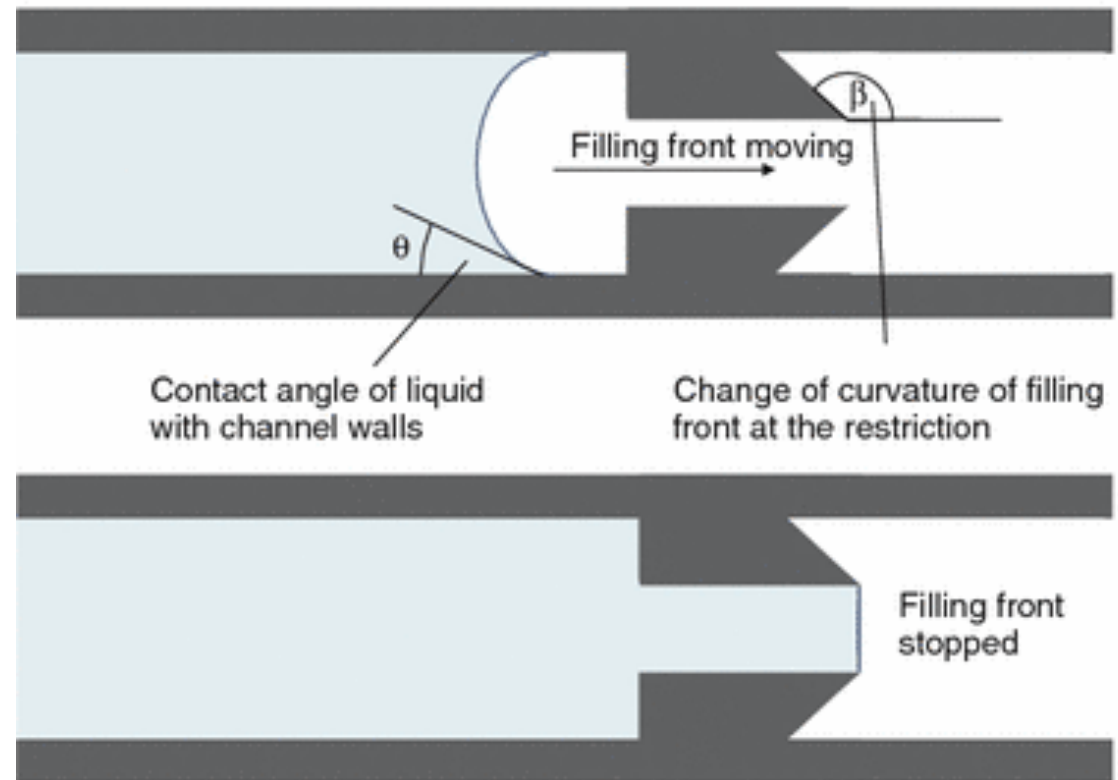 β
Filling front moving
θ
Contact angle of liquid
with channel walls
Change of curvature of filling
front at the restriction
Filling front
stopped